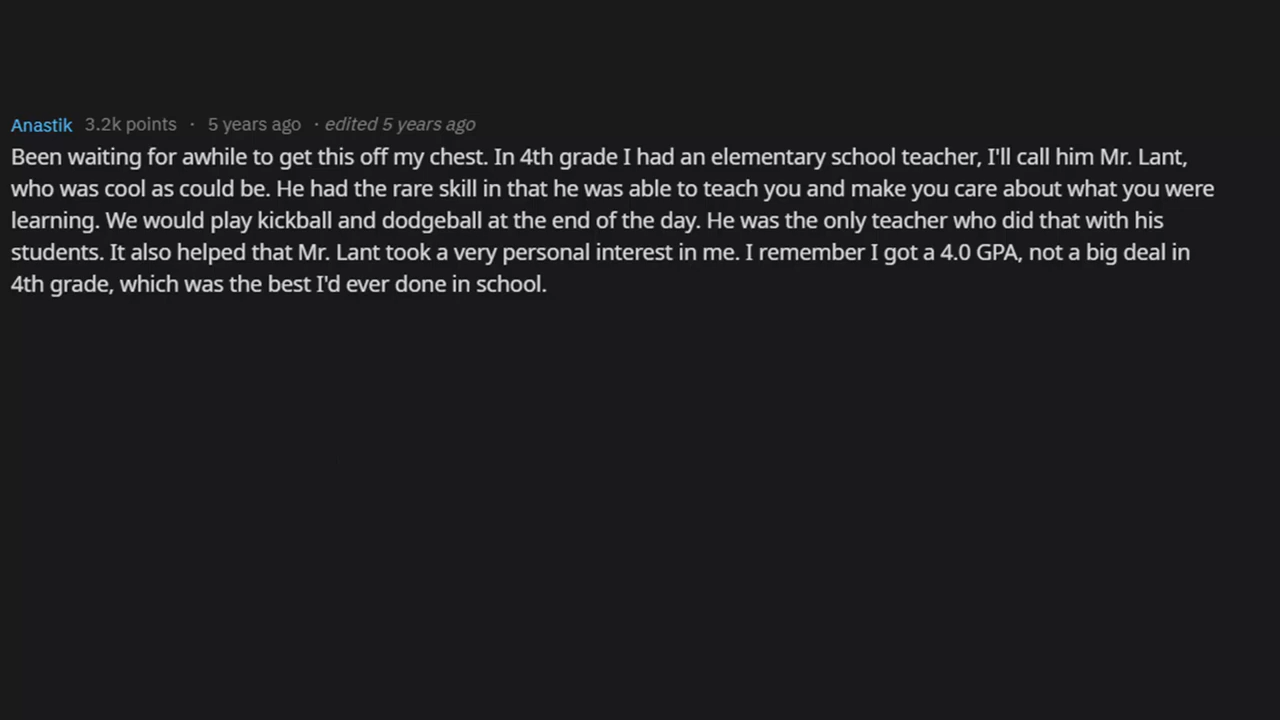 Anastik 3.2k points · 5 years ago · edited 5 years ago
Been waiting for awhile to get this off my chest. In 4th grade I had an elementary school teacher, I'll call him Mr. Lant,
who was cool as could be. He had the rare skill in that he was able to teach you and make you care about what you were
learning. We would play kickball and dodgeball at the end of the day. He was the only teacher who did that with his
students. It also helped that Mr. Lant took a very personal interest in me. I remember I got a 4.0 GPA, not a big deal in
4th grade, which was the best I'd ever done in school.